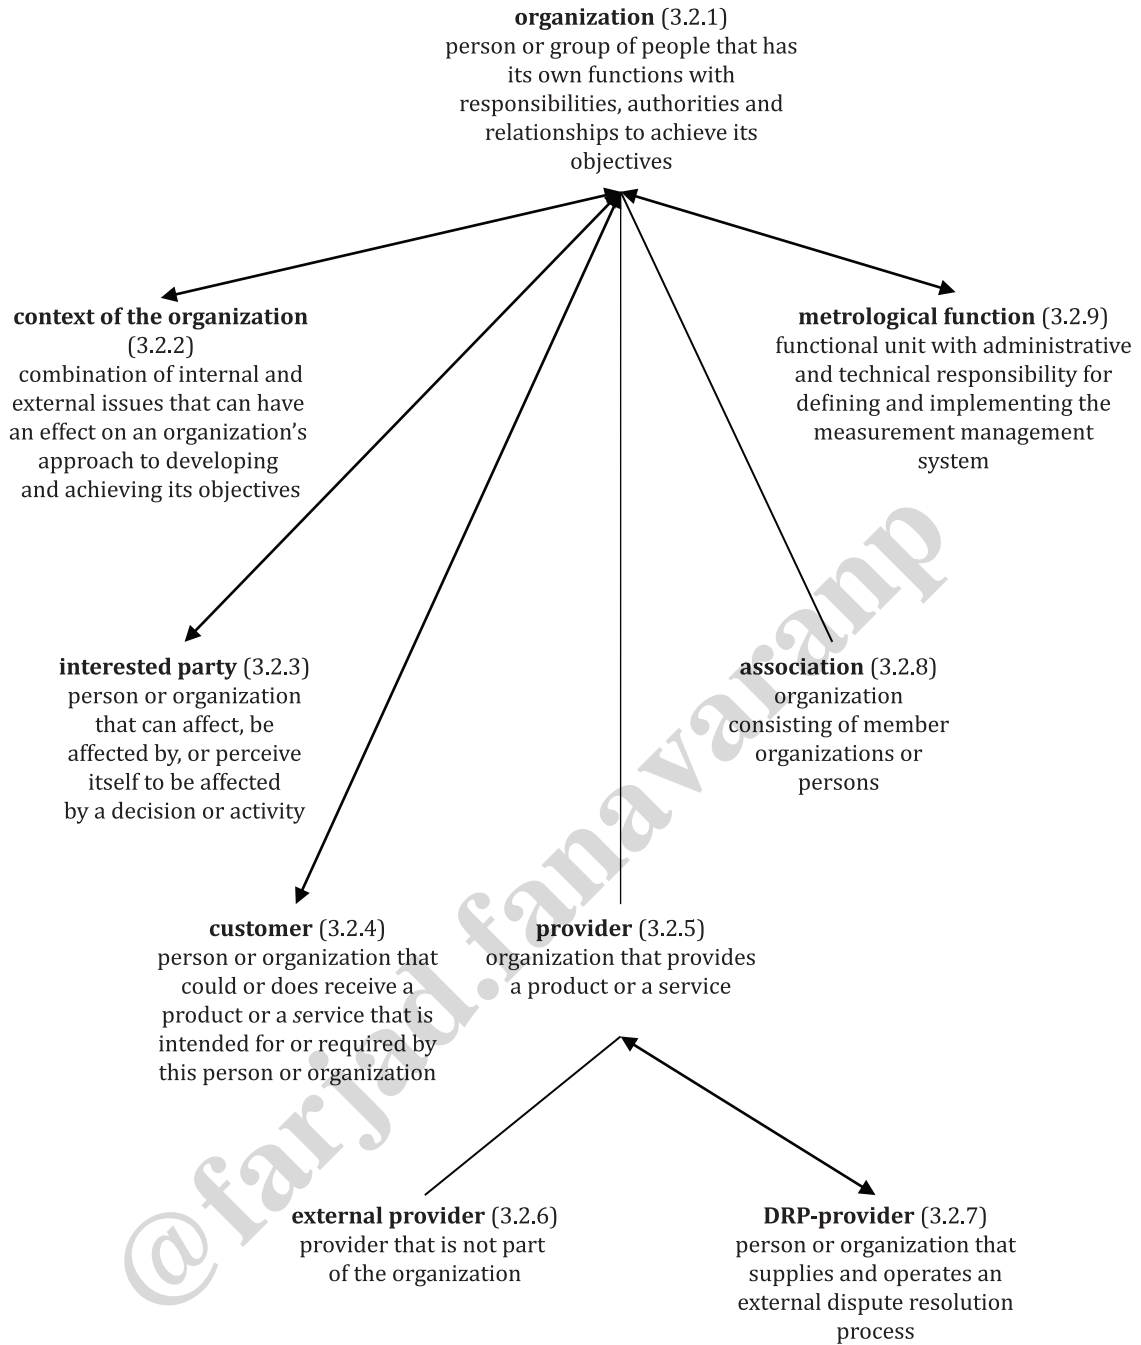 organization (3.2.1)
person or group of people that has
its own functions with
responsibilities, authorities and
relationships to achieve its
objectives
context of the organization
(3.2.2)
combination of internal and
external issues that can have
an effect on an organization's
approach to developing
and achieving its objectives
metrological function (3.2.9)
functional unit with administrative
and technical responsibility for
defining and implementing the
measurement management
system
interested party (3.2.3)
person or organization
that can affect, be
affected by, or perceive
itself to be affected
by a decision or activity
association (3.2.8)
organization
consisting of member
organizations or
persons
customer (3.2.4)
person or organization that
could or does receive a
product or a service that is
intended for or required by
this person or organization
provider (3.2.5)
organization that provides
a product or a service
external provider (3.2.6)
provider that is not part
of the organization
DRP-provider (3.2.7)
person or organization that
supplies and operates an
external dispute resolution
process
@farjad.fanavaranp